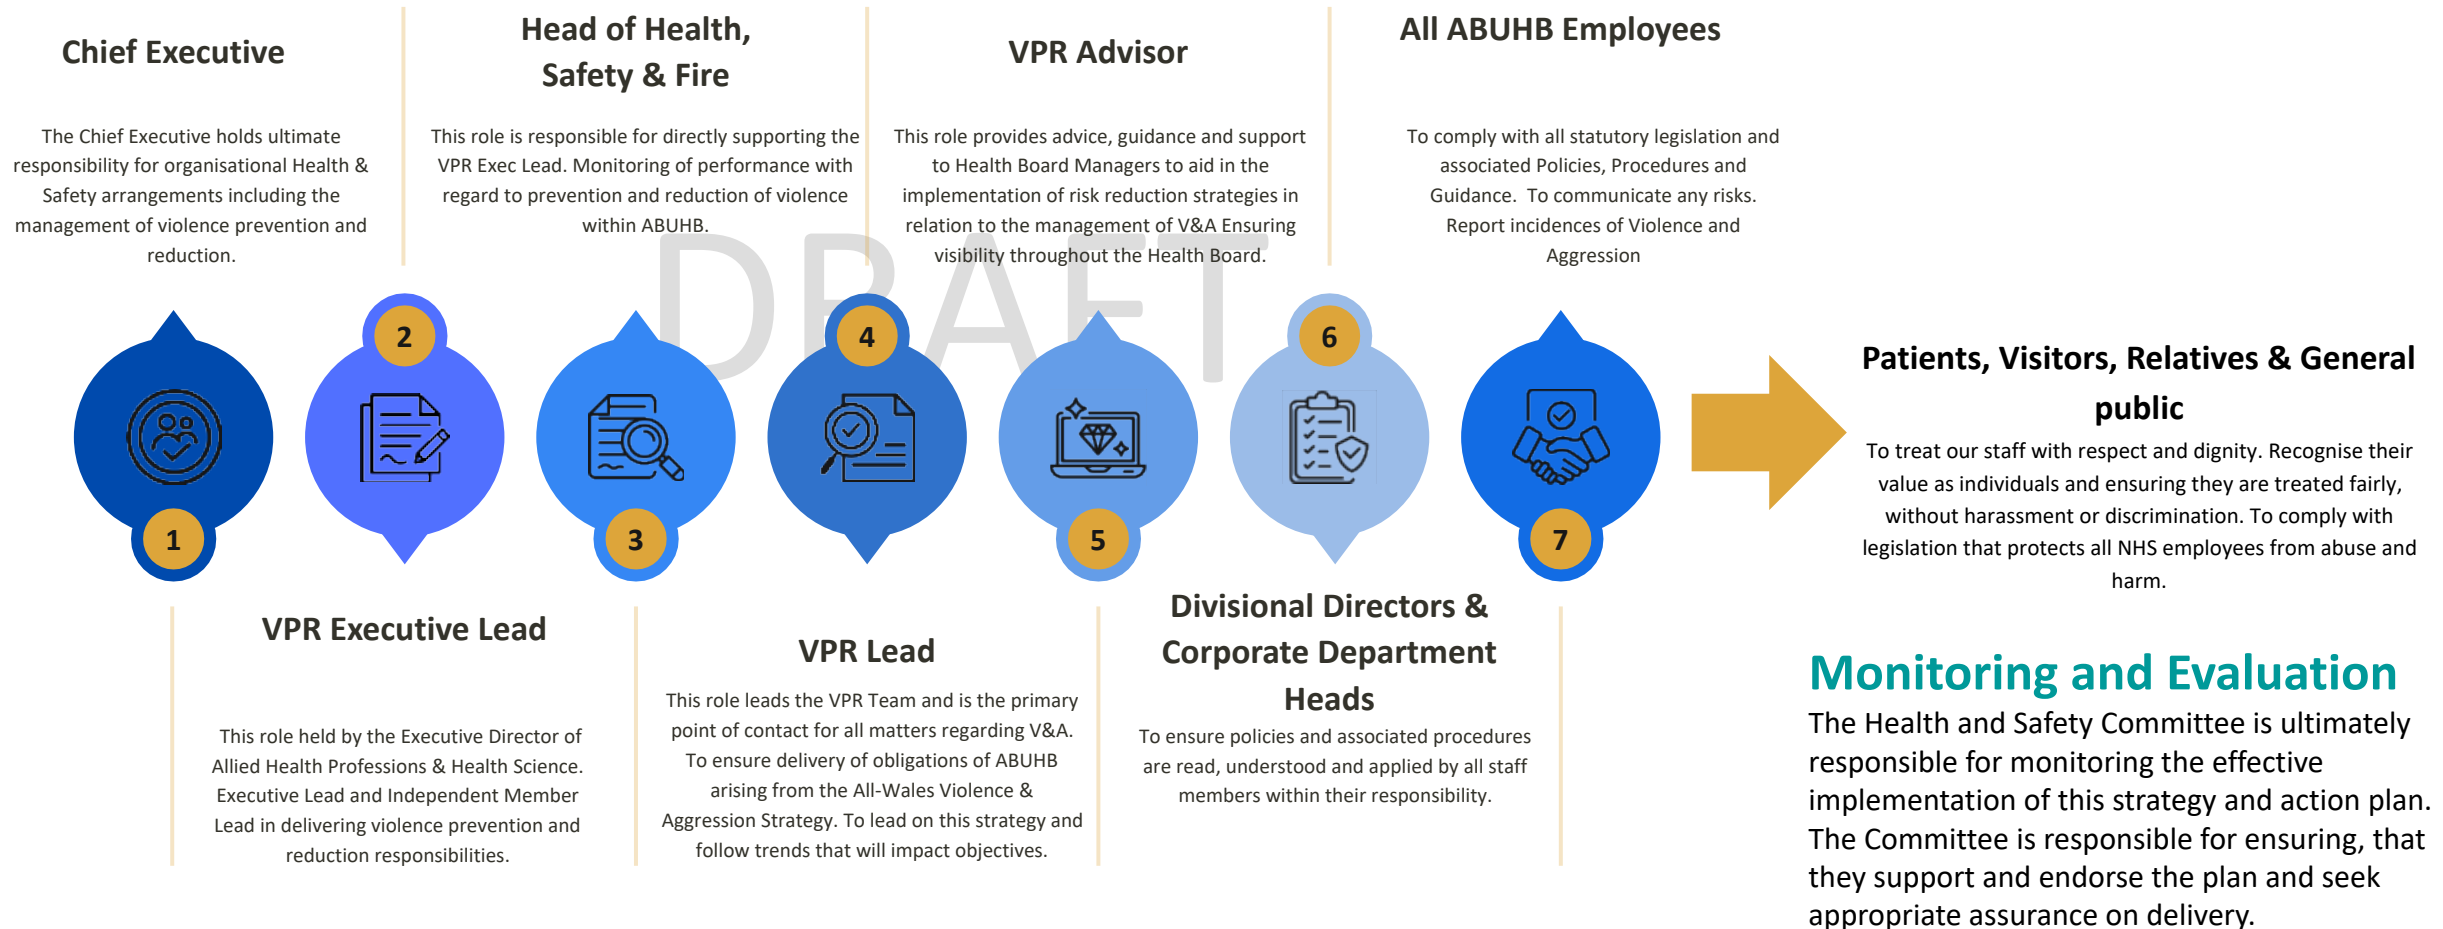 Chief Executive
The Chief Executive holds ultimate
responsibility for organisational Health &
Safety arrangements including the
management of violence prevention and
reduction.
Head of Health,
Safety & Fire
This role is responsible for directly supporting the
VPR Exec Lead. Monitoring of performance with
regard to prevention and reduction of violence
within ABUHB.
VPR Advisor
This role provides advice, guidance and support
to Health Board Managers to aid in the
implementation of risk reduction strategies in
relation to the management of V&A Ensuring
visibility throughout the Health Board.
All ABUHB Employees
To comply with all statutory legislation and
associated Policies, Procedures and
Guidance. To communicate any risks.
Report incidences of Violence and
Aggression
DRAFT
1
2
3
4
5
6
7
VPR Executive Lead
This role held by the Executive Director of
Allied Health Professions & Health Science.
Executive Lead and Independent Member
Lead in delivering violence prevention and
reduction responsibilities.
VPR Lead
This role leads the VPR Team and is the primary
point of contact for all matters regarding V&A.
To ensure delivery of obligations of ABUHB
arising from the All-Wales Violence &
Aggression Strategy. To lead on this strategy and
follow trends that will impact objectives.
Divisional Directors &
Corporate Department
Heads
To ensure policies and associated procedures
are read, understood and applied by all staff
members within their responsibility.
Patients, Visitors, Relatives & General
public
To treat our staff with respect and dignity. Recognise their
value as individuals and ensuring they are treated fairly,
without harassment or discrimination. To comply with
legislation that protects all NHS employees from abuse and
harm.
Monitoring and Evaluation
The Health and Safety Committee is ultimately
responsible for monitoring the effective
implementation of this strategy and action plan.
The Committee is responsible for ensuring, that
they support and endorse the plan and seek
appropriate assurance on delivery.